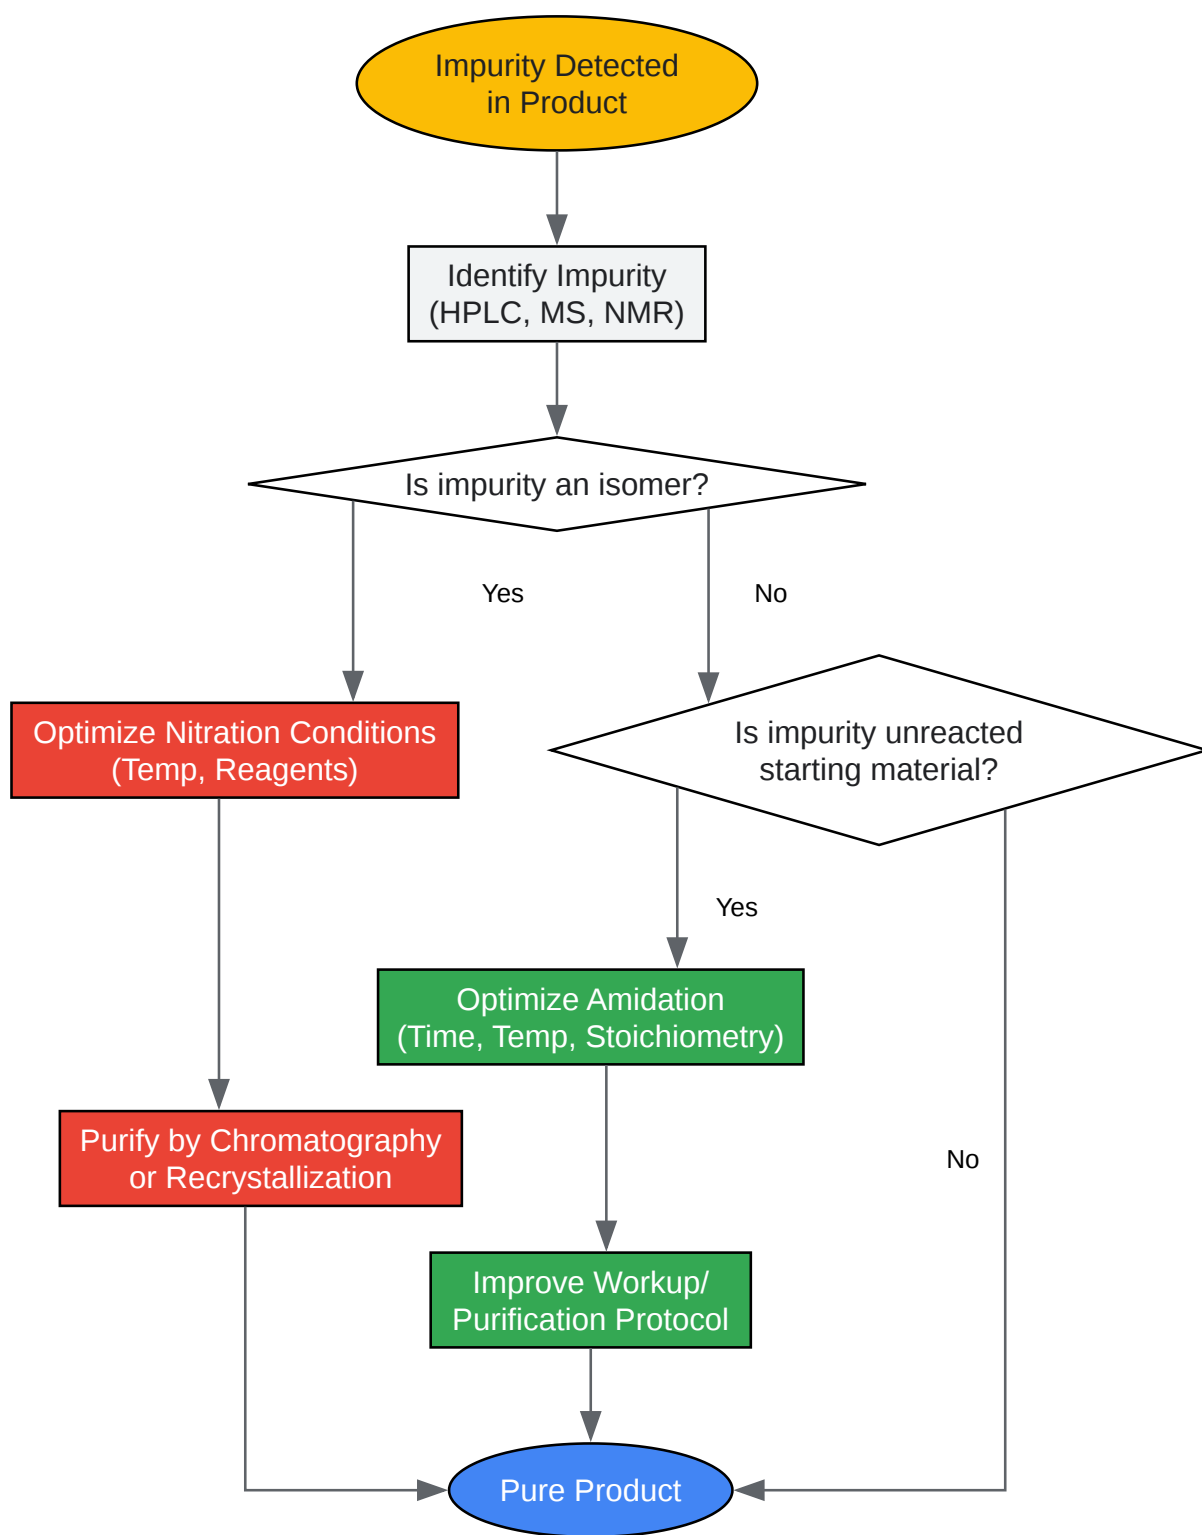 Impurity Detected
in Product
Identify Impurity
(HPLC, MS, NMR)
Is impurity an isomer?
Yes
No
Optimize Nitration Conditions
(Temp, Reagents)
Is impurity unreacted
starting material?
Yes
Optimize Amidation
(Time, Temp, Stoichiometry)
Purify by Chromatography
or Recrystallization
No
Improve Workup/
Purification Protocol
Pure Product